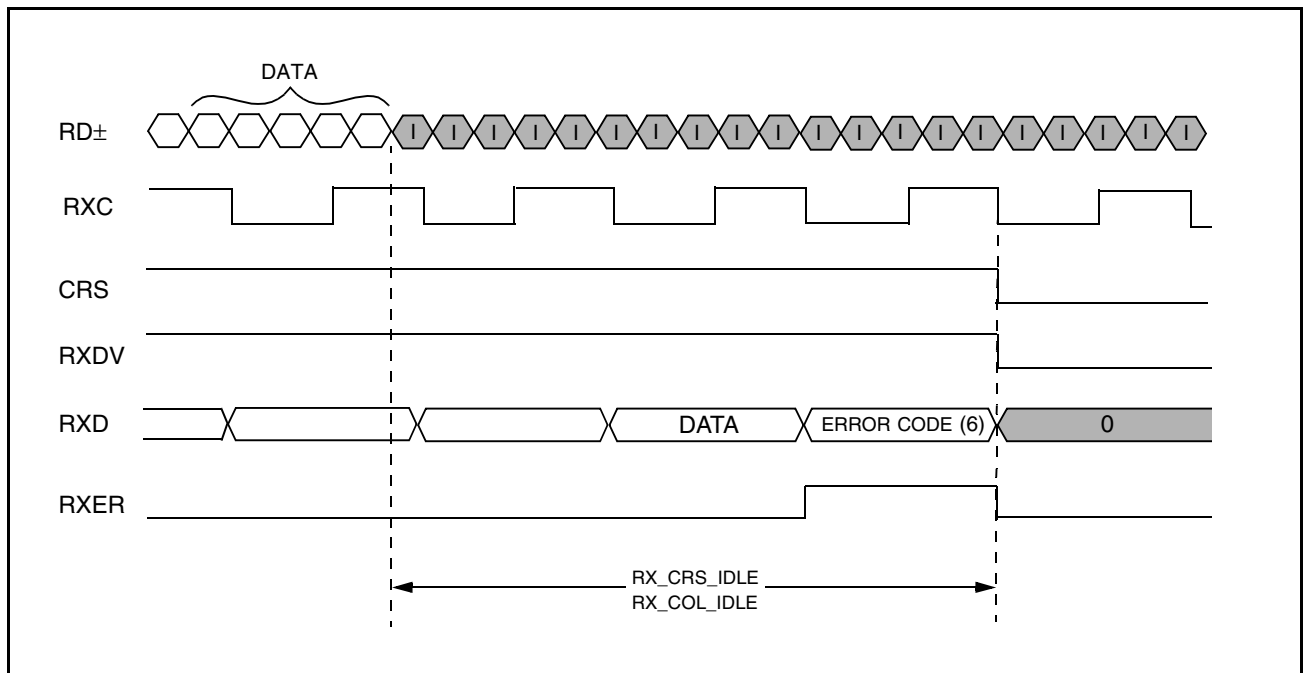 DATA
RD± I I I I I I I I I I I I I I I I I I I I
RXC
CRS
RXDV
RXD DATA ERROR CODE (6) 0
RXER
RX_CRS_IDLE
RX_COL_IDLE